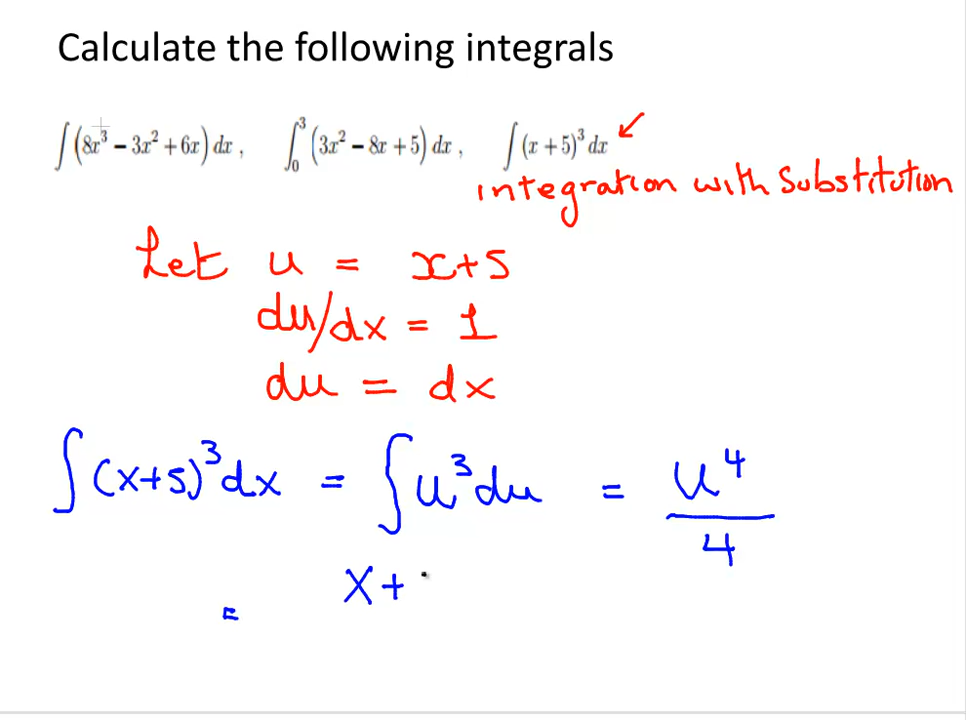 Calculate the following integrals
∫(8x³ − 3x² + 6x) dx , ∫₀³ (3x² − 8x + 5) dx , ∫(x + 5)³ dx
integration with Substitution
Let u = x+5
du/dx = 1
du = dx
∫(x+5)³dx = ∫u³du = u⁴/4
= x+